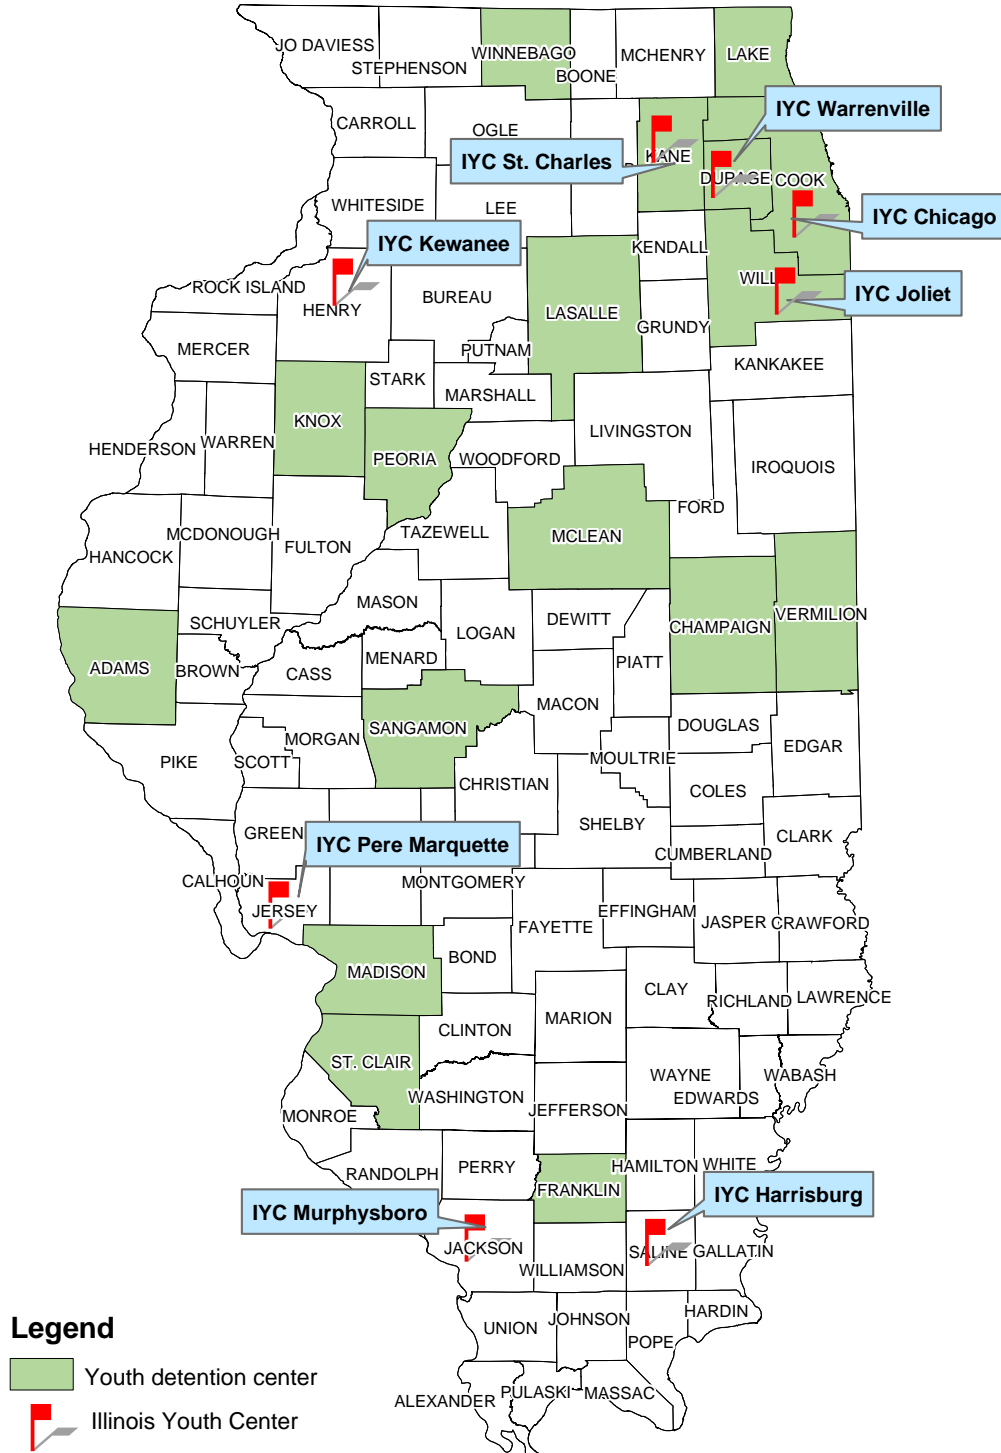 JO DAVIESS
STEPHENSON
WINNEBAGO
BOONE
MCHENRY
LAKE
IYC Warrenville
CARROLL
OGLE
KANE
IYC St. Charles
DUPAGE
COOK
WHITESIDE
LEE
IYC Chicago
IYC Kewanee
KENDALL
ROCK ISLAND
HENRY
BUREAU
WILL
IYC Joliet
LASALLE
GRUNDY
MERCER
PUTNAM
KANKAKEE
STARK
MARSHALL
KNOX
HENDERSON
WARREN
PEORIA
WOODFORD
LIVINGSTON
IROQUOIS
FORD
MCDONOUGH
HANCOCK
FULTON
TAZEWELL
MCLEAN
MASON
SCHUYLER
LOGAN
DEWITT
CHAMPAIGN
VERMILION
ADAMS
BROWN
CASS
MENARD
PIATT
MACON
SANGAMON
MORGAN
DOUGLAS
EDGAR
PIKE
SCOTT
MOULTRIE
CHRISTIAN
COLES
GREEN
SHELBY
CLARK
IYC Pere Marquette
CUMBERLAND
CALHOUN
MONTGOMERY
JERSEY
EFFINGHAM
FAYETTE
JASPER
CRAWFORD
MADISON
BOND
CLAY
RICHLAND
LAWRENCE
CLINTON
MARION
ST. CLAIR
WASHINGTON
WAYNE
WABASH
EDWARDS
MONROE
JEFFERSON
RANDOLPH
PERRY
HAMILTON
WHITE
FRANKLIN
IYC Harrisburg
IYC Murphysboro
JACKSON
SALINE
GALLATIN
WILLIAMSON
HARDIN
UNION
JOHNSON
POPE
ALEXANDER
PULASKI
MASSAC
Legend
Youth detention center
Illinois Youth Center